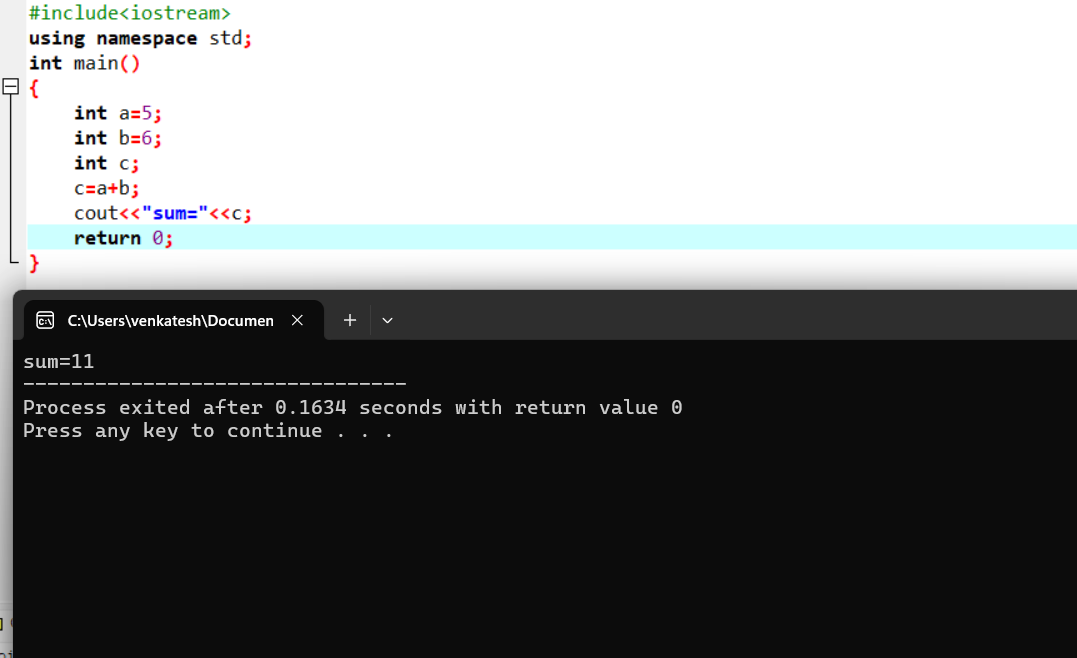 #include<iostream>
using namespace std;
int main()
{
    int a=5;
    int b=6;
    int c;
    c=a+b;
    cout<<"sum="<<c;
    return 0;
}
C:\Users\venkatesh\Documen
sum=11
--------------------------------
Process exited after 0.1634 seconds with return value 0
Press any key to continue . . .